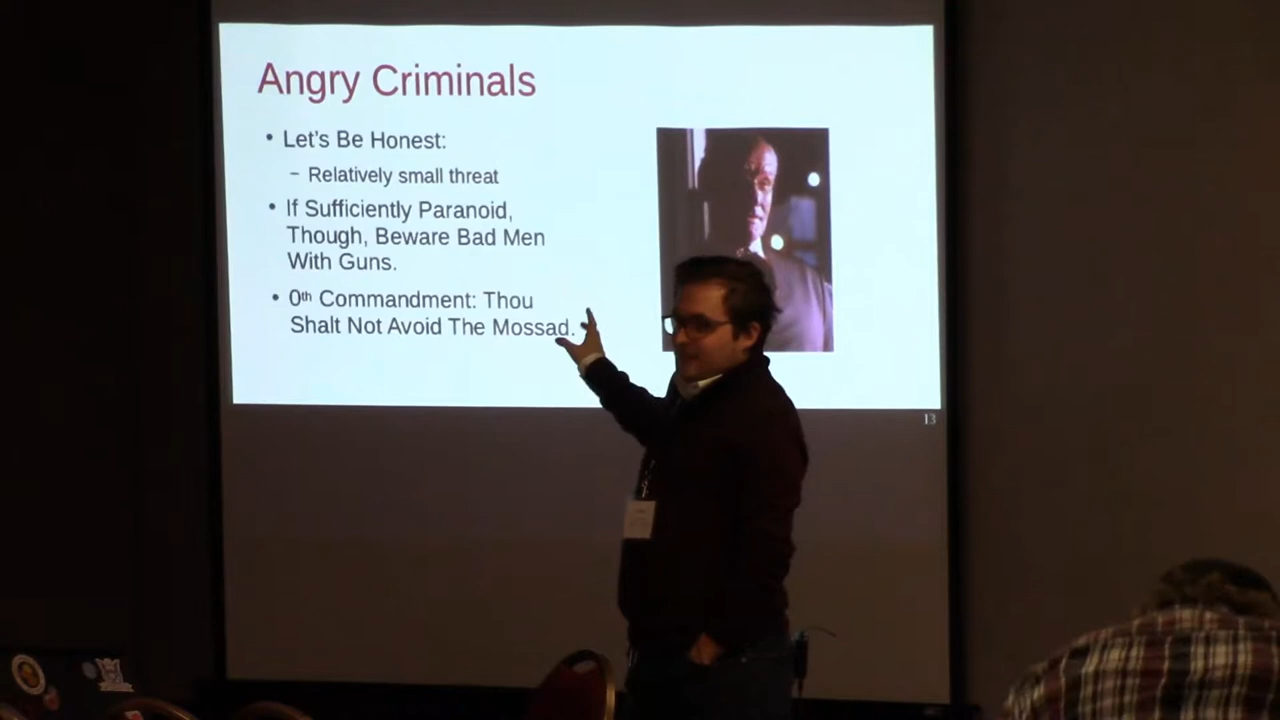 Angry Criminals
• Let's Be Honest:
– Relatively small threat
• If Sufficiently Paranoid,
Though, Beware Bad Men
With Guns.
• 0th Commandment: Thou
Shalt Not Avoid The Mossad.
13